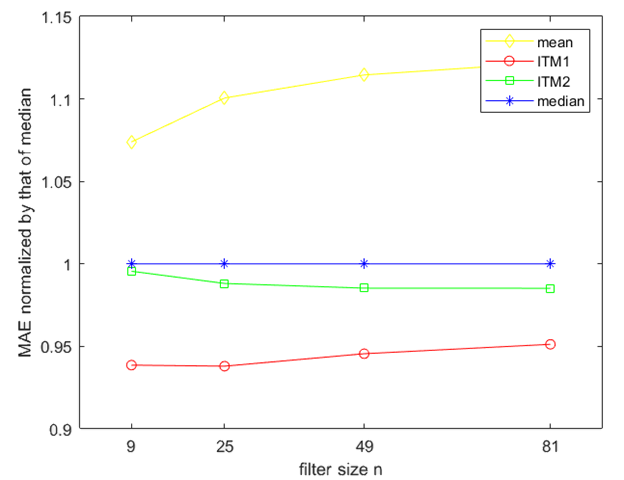 1.15
1.1
1.05
1
0.95
0.9
MAE normalized by that of median
9
25
49
81
filter size n
mean
ITM1
ITM2
median